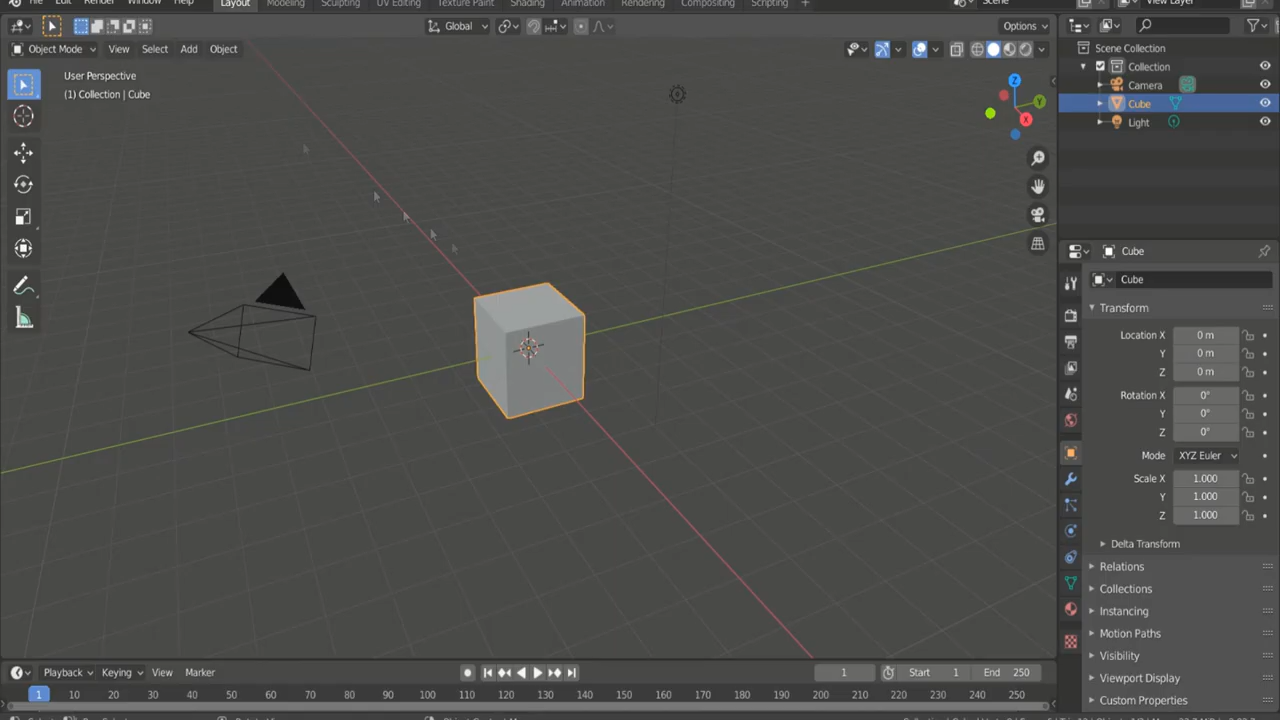 File Edit Render Window Help Layout Modeling Sculpting UV Editing Texture Paint Shading Animation Rendering Compositing Scripting + Scene View Layer
Global Options
Object Mode View Select Add Object
User Perspective
(1) Collection | Cube
Z
Y
X
Scene Collection
Collection
Camera
Cube
Light
Cube
Cube
Transform
Location X 0 m
Y 0 m
Z 0 m
Rotation X 0°
Y 0°
Z 0°
Mode XYZ Euler
Scale X 1.000
Y 1.000
Z 1.000
Delta Transform
Relations
Collections
Instancing
Motion Paths
Visibility
Viewport Display
Custom Properties
Playback Keying View Marker 1 Start 1 End 250
1 10 20 30 40 50 60 70 80 90 100 110 120 130 140 150 160 170 180 190 200 210 220 230 240 250